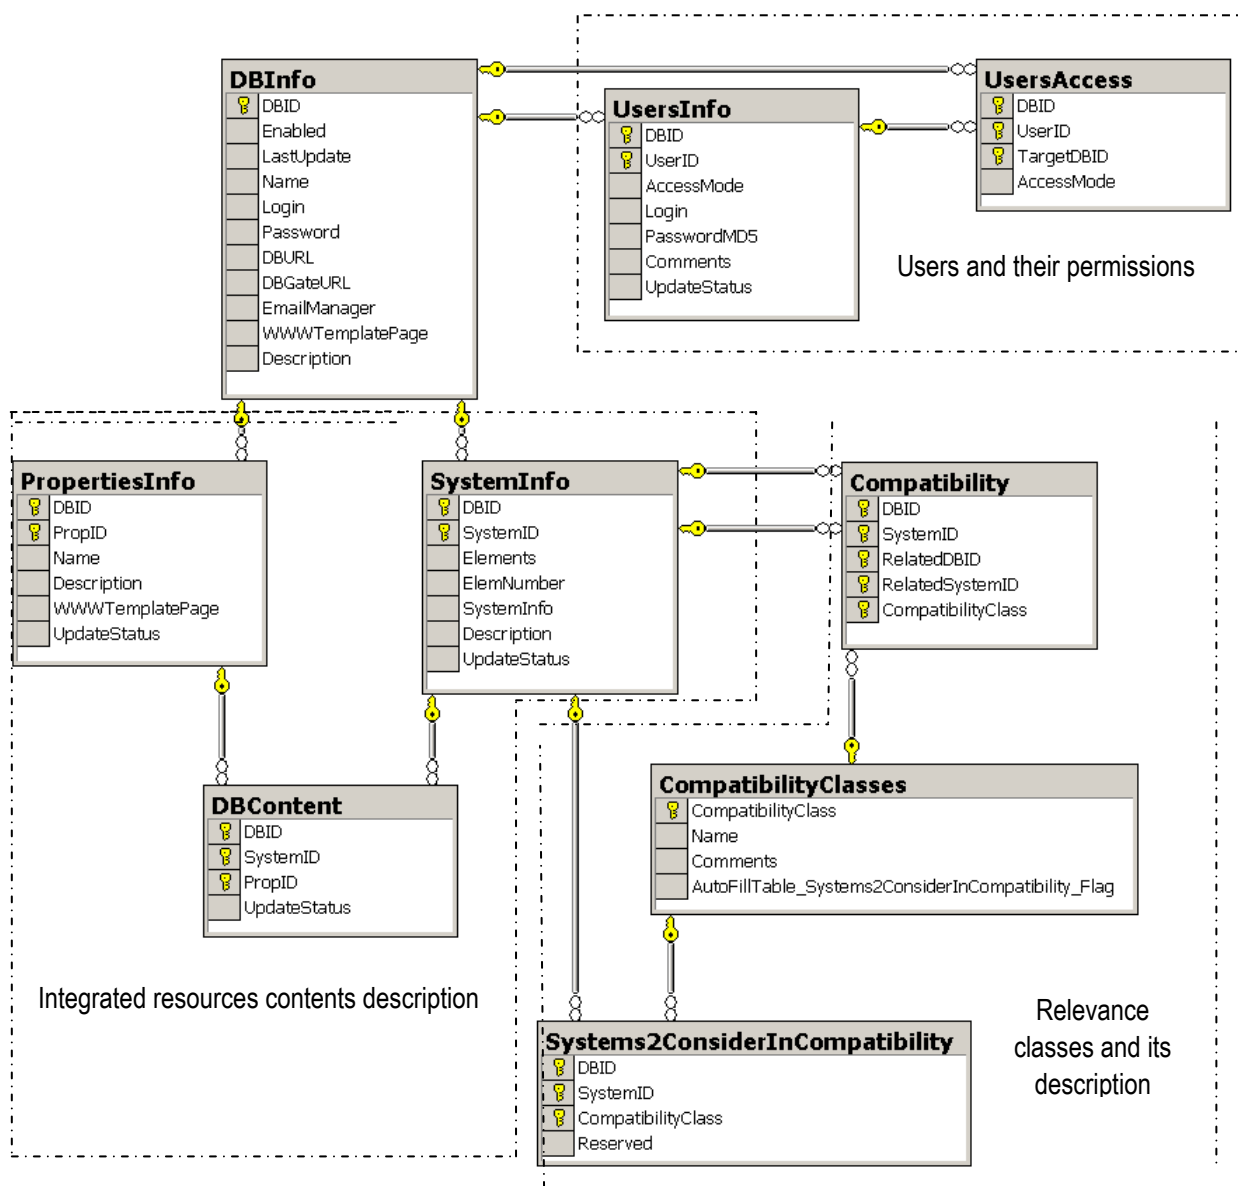 DBInfo
DBID
Enabled
LastUpdate
Name
Login
Password
DBURL
DBGateURL
EmailManager
WWWTemplatePage
Description
UsersInfo
DBID
UserID
AccessMode
Login
PasswordMD5
Comments
UpdateStatus
UsersAccess
DBID
UserID
TargetDBID
AccessMode
Users and their permissions
PropertiesInfo
DBID
PropID
Name
Description
WWWTemplatePage
UpdateStatus
SystemInfo
DBID
SystemID
Elements
ElemNumber
SystemInfo
Description
UpdateStatus
Compatibility
DBID
SystemID
RelatedDBID
RelatedSystemID
CompatibilityClass
DBContent
DBID
SystemID
PropID
UpdateStatus
CompatibilityClasses
CompatibilityClass
Name
Comments
AutoFillTable_Systems2ConsiderInCompatibility_Flag
Integrated resources contents description
Systems2ConsiderInCompatibility
DBID
SystemID
CompatibilityClass
Reserved
Relevance
classes and its
description